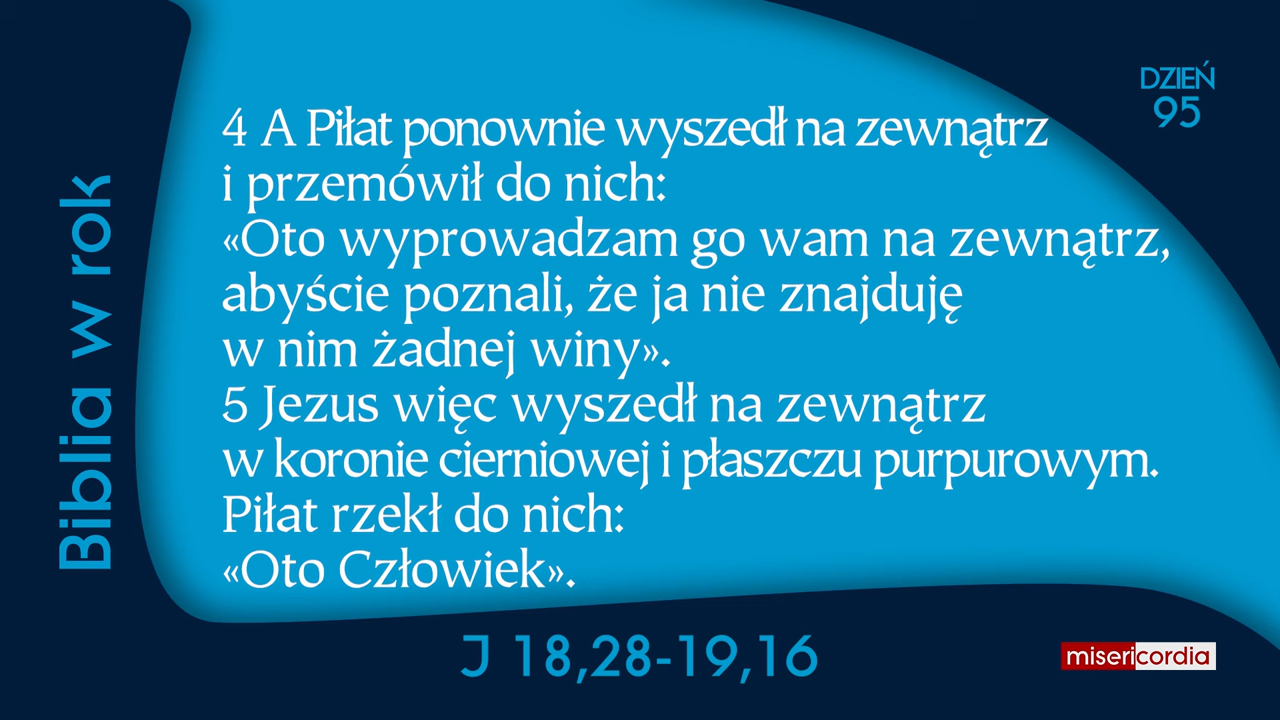 DZIEŃ
95
Biblia w rok
4 A Piłat ponownie wyszedł na zewnątrz
i przemówił do nich:
«Oto wyprowadzam go wam na zewnątrz,
abyście poznali, że ja nie znajduję
w nim żadnej winy».
5 Jezus więc wyszedł na zewnątrz
w koronie cierniowej i płaszczu purpurowym.
Piłat rzekł do nich:
«Oto Człowiek».
J 18,28-19,16
misericordia